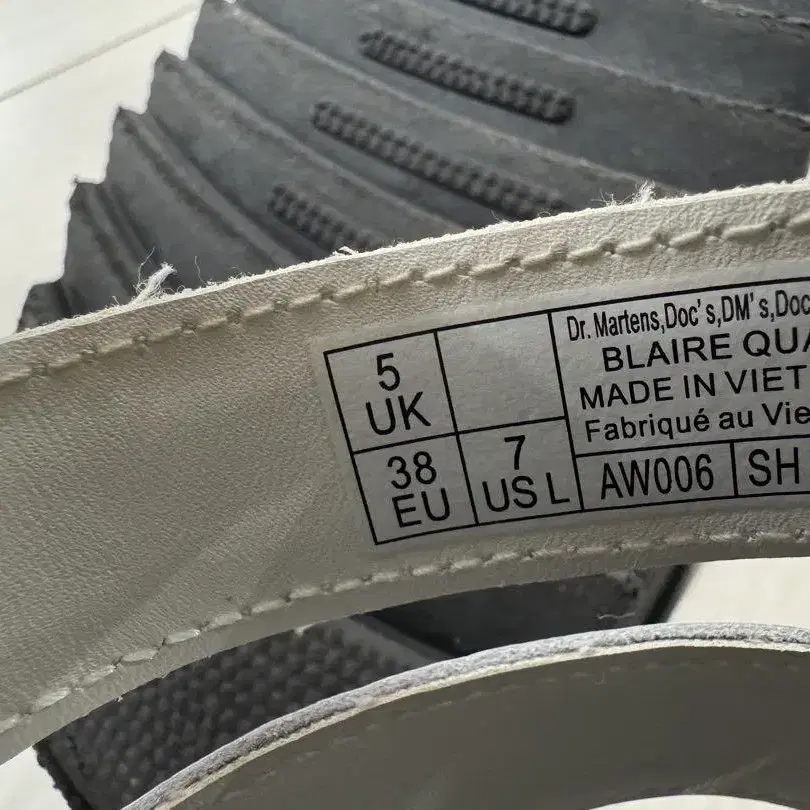 5
UK
38
EU
7
US L
Dr. Martens,Doc's,DM's,Doc
BLAIRE QUA
MADE IN VIET
Fabriqué au Vie
AW006
SH